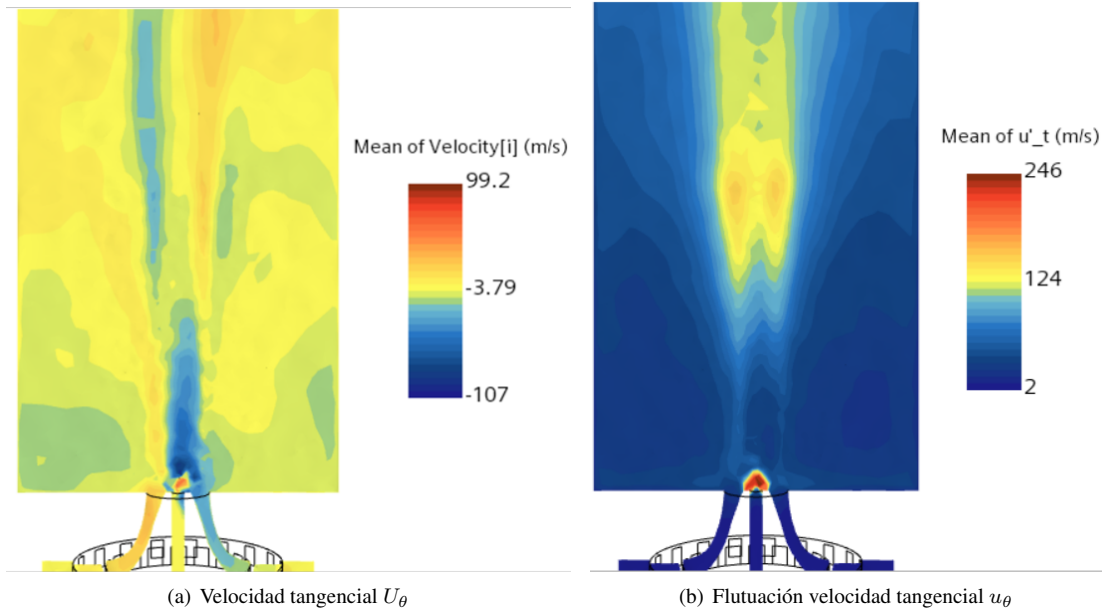 Mean of Velocity[i] (m/s)
99.2
-3.79
-107
Mean of u'_t (m/s)
246
124
2
(a) Velocidad tangencial Uθ
(b) Flutuación velocidad tangencial uθ